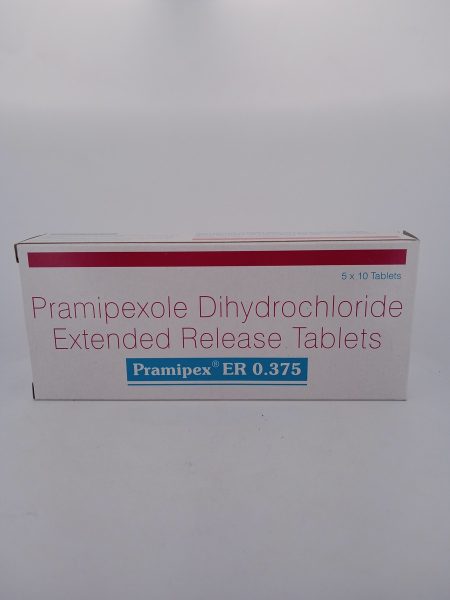 5 x 10 Tablets
Pramipexole Dihydrochloride
Extended Release Tablets
Pramipex® ER 0.375